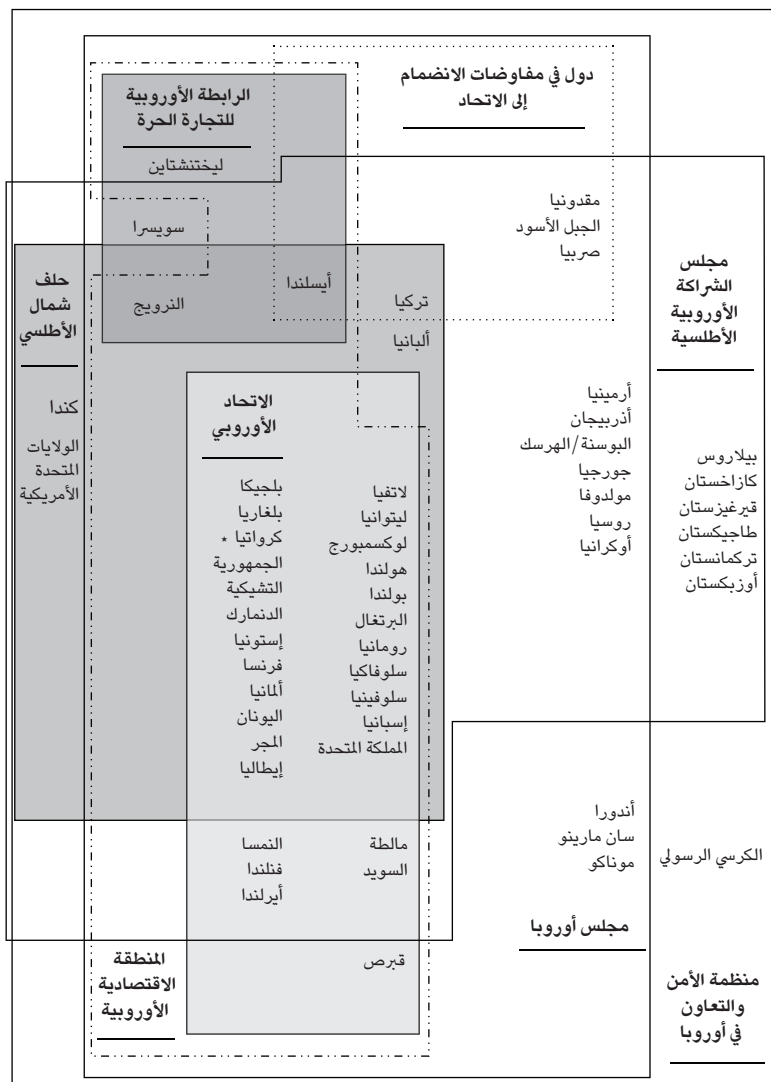 الرابطة الأوروبية
للتجارة الحرة
ليختنشتاين
سويسرا
النرويج
أيسلندا
دول في مفاوضات الانضمام
إلى الاتحاد
مقدونيا
الجبل الأسود
صربيا
تركيا
ألبانيا
مجلس
الشراكة
الأوروبية
الأطلسية
حلف
شمال
الأطلسي
كندا
الولايات
المتحدة
الأمريكية
الاتحاد
الأوروبي
بلجيكا
بلغاريا
كرواتيا *
الجمهورية
التشيكية
الدنمارك
إستونيا
فرنسا
ألمانيا
اليونان
المجر
إيطاليا
لاتفيا
ليتوانيا
لوكسمبورج
هولندا
بولندا
البرتغال
رومانيا
سلوفاكيا
سلوفينيا
إسبانيا
المملكة المتحدة
أرمينيا
أذربيجان
البوسنة/الهرسك
جورجيا
مولدوفا
روسيا
أوكرانيا
بيلاروس
كازاخستان
قيرغيزستان
طاجيكستان
تركمانستان
أوزبكستان
النمسا
فنلندا
أيرلندا
مالطة
السويد
قبرص
أندورا
سان مارينو
موناكو
الكرسي الرسولي
مجلس أوروبا
المنطقة
الاقتصادية
الأوروبية
منظمة الأمن
والتعاون
في أوروبا